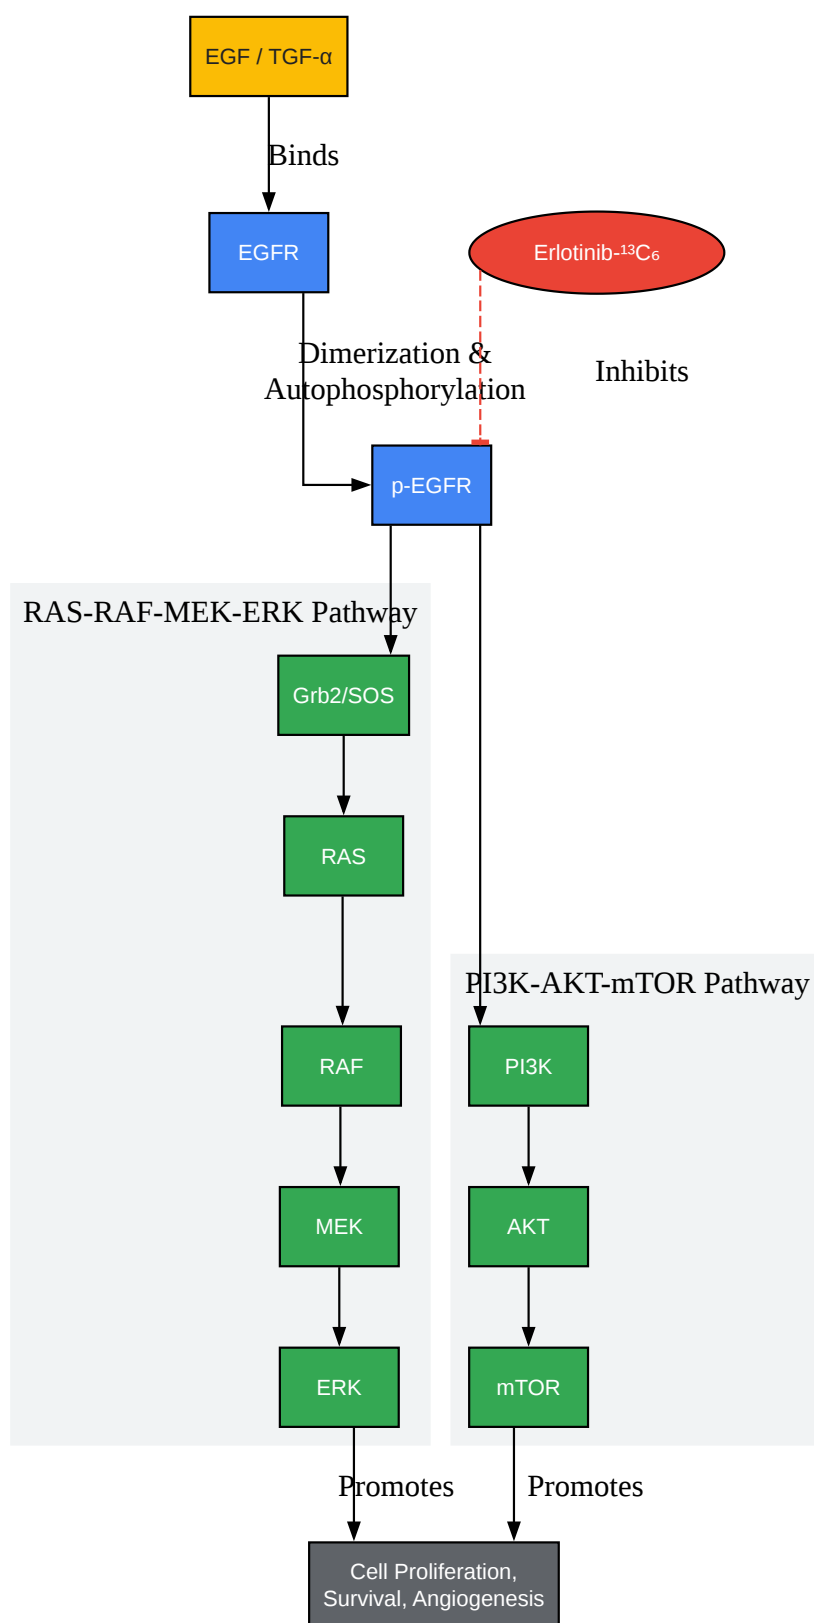 EGF / TGF-α
Binds
EGFR
Erlotinib-¹³C₆
Dimerization &
Autophosphorylation
Inhibits
p-EGFR
RAS-RAF-MEK-ERK Pathway
Grb2/SOS
RAS
PI3K-AKT-mTOR Pathway
RAF
PI3K
MEK
AKT
ERK
mTOR
Promotes
Promotes
Cell Proliferation,
Survival, Angiogenesis